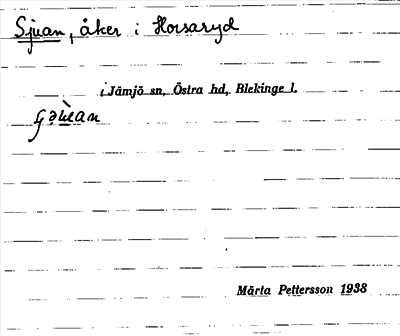 Sjuan, åker i Horsaryd
i Jämjö sn, Östra hd, Blekinge l.
Märta Pettersson 1938